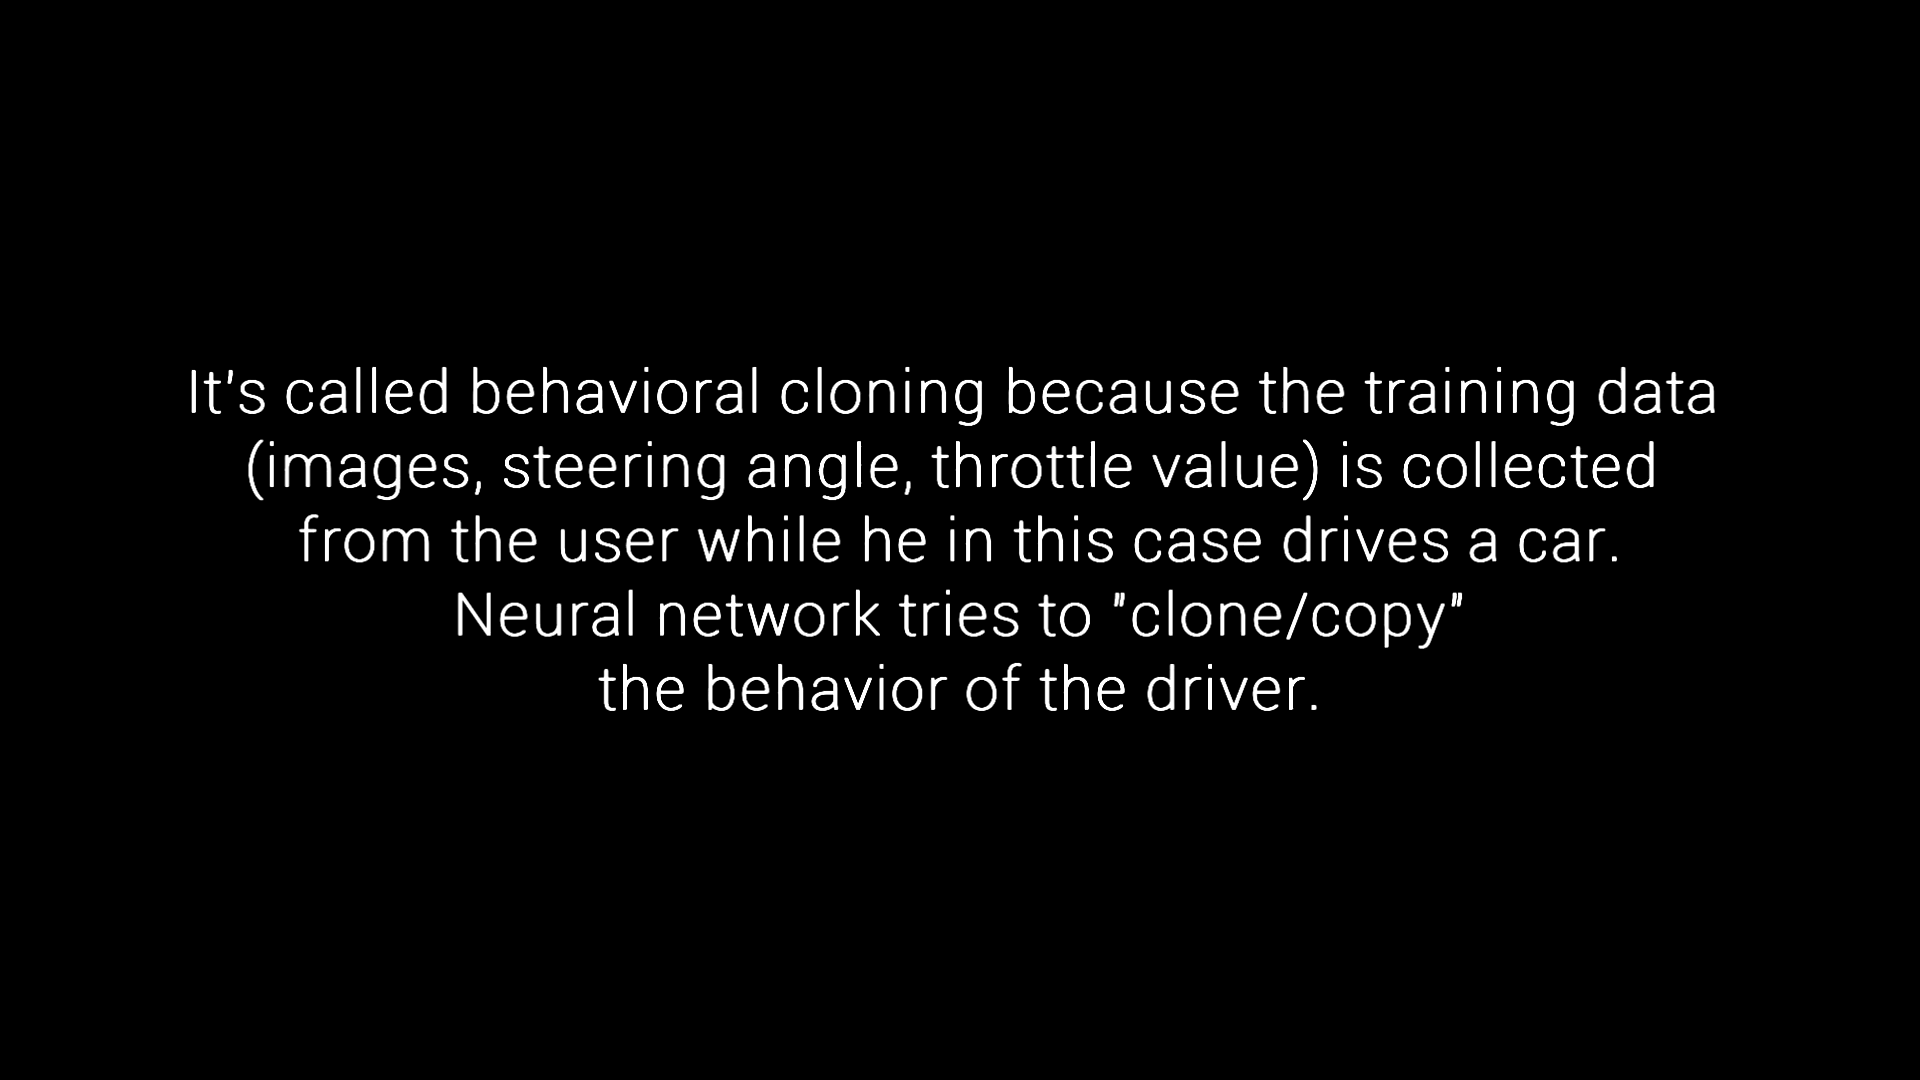 It's called behavioral cloning because the training data
(images, steering angle, throttle value) is collected
from the user while he in this case drives a car.
Neural network tries to "clone/copy"
the behavior of the driver.